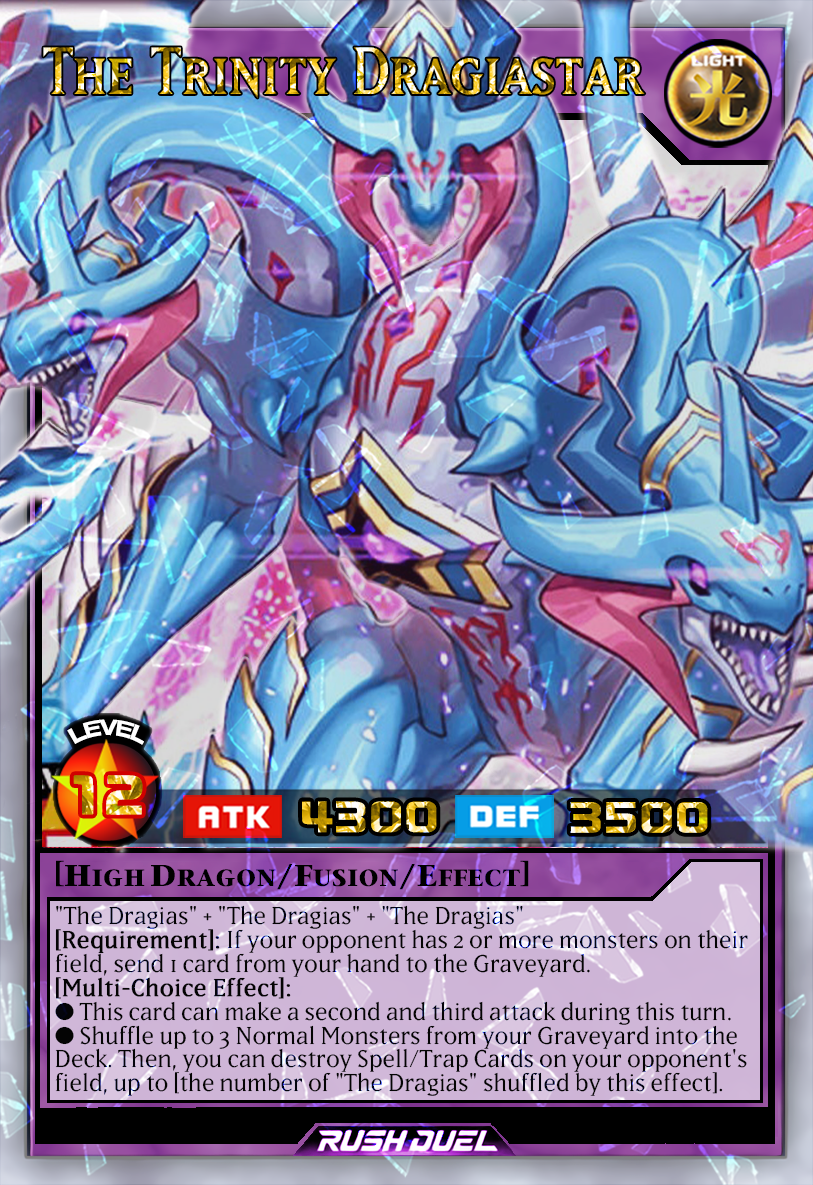 The Trinity Dragiastar
LIGHT
光
LEVEL
12
ATK 4300 DEF 3500
[High Dragon/Fusion/Effect]
"The Dragias" + "The Dragias" + "The Dragias"
[Requirement]: If your opponent has 2 or more monsters on their
field, send 1 card from your hand to the Graveyard.
[Multi-Choice Effect]:
● This card can make a second and third attack during this turn.
● Shuffle up to 3 Normal Monsters from your Graveyard into the
Deck. Then, you can destroy Spell/Trap Cards on your opponent's
field, up to [the number of "The Dragias" shuffled by this effect].
RUSH DUEL